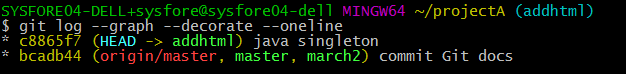 SYSFORE04-DELL+sysfore@sysfore04-dell MINGW64 ~/projectA (addhtml)
$ git log --graph --decorate --oneline
* c8865f7 (HEAD -> addhtml) java singleton
* bcadb44 (origin/master, master, march2) commit Git docs